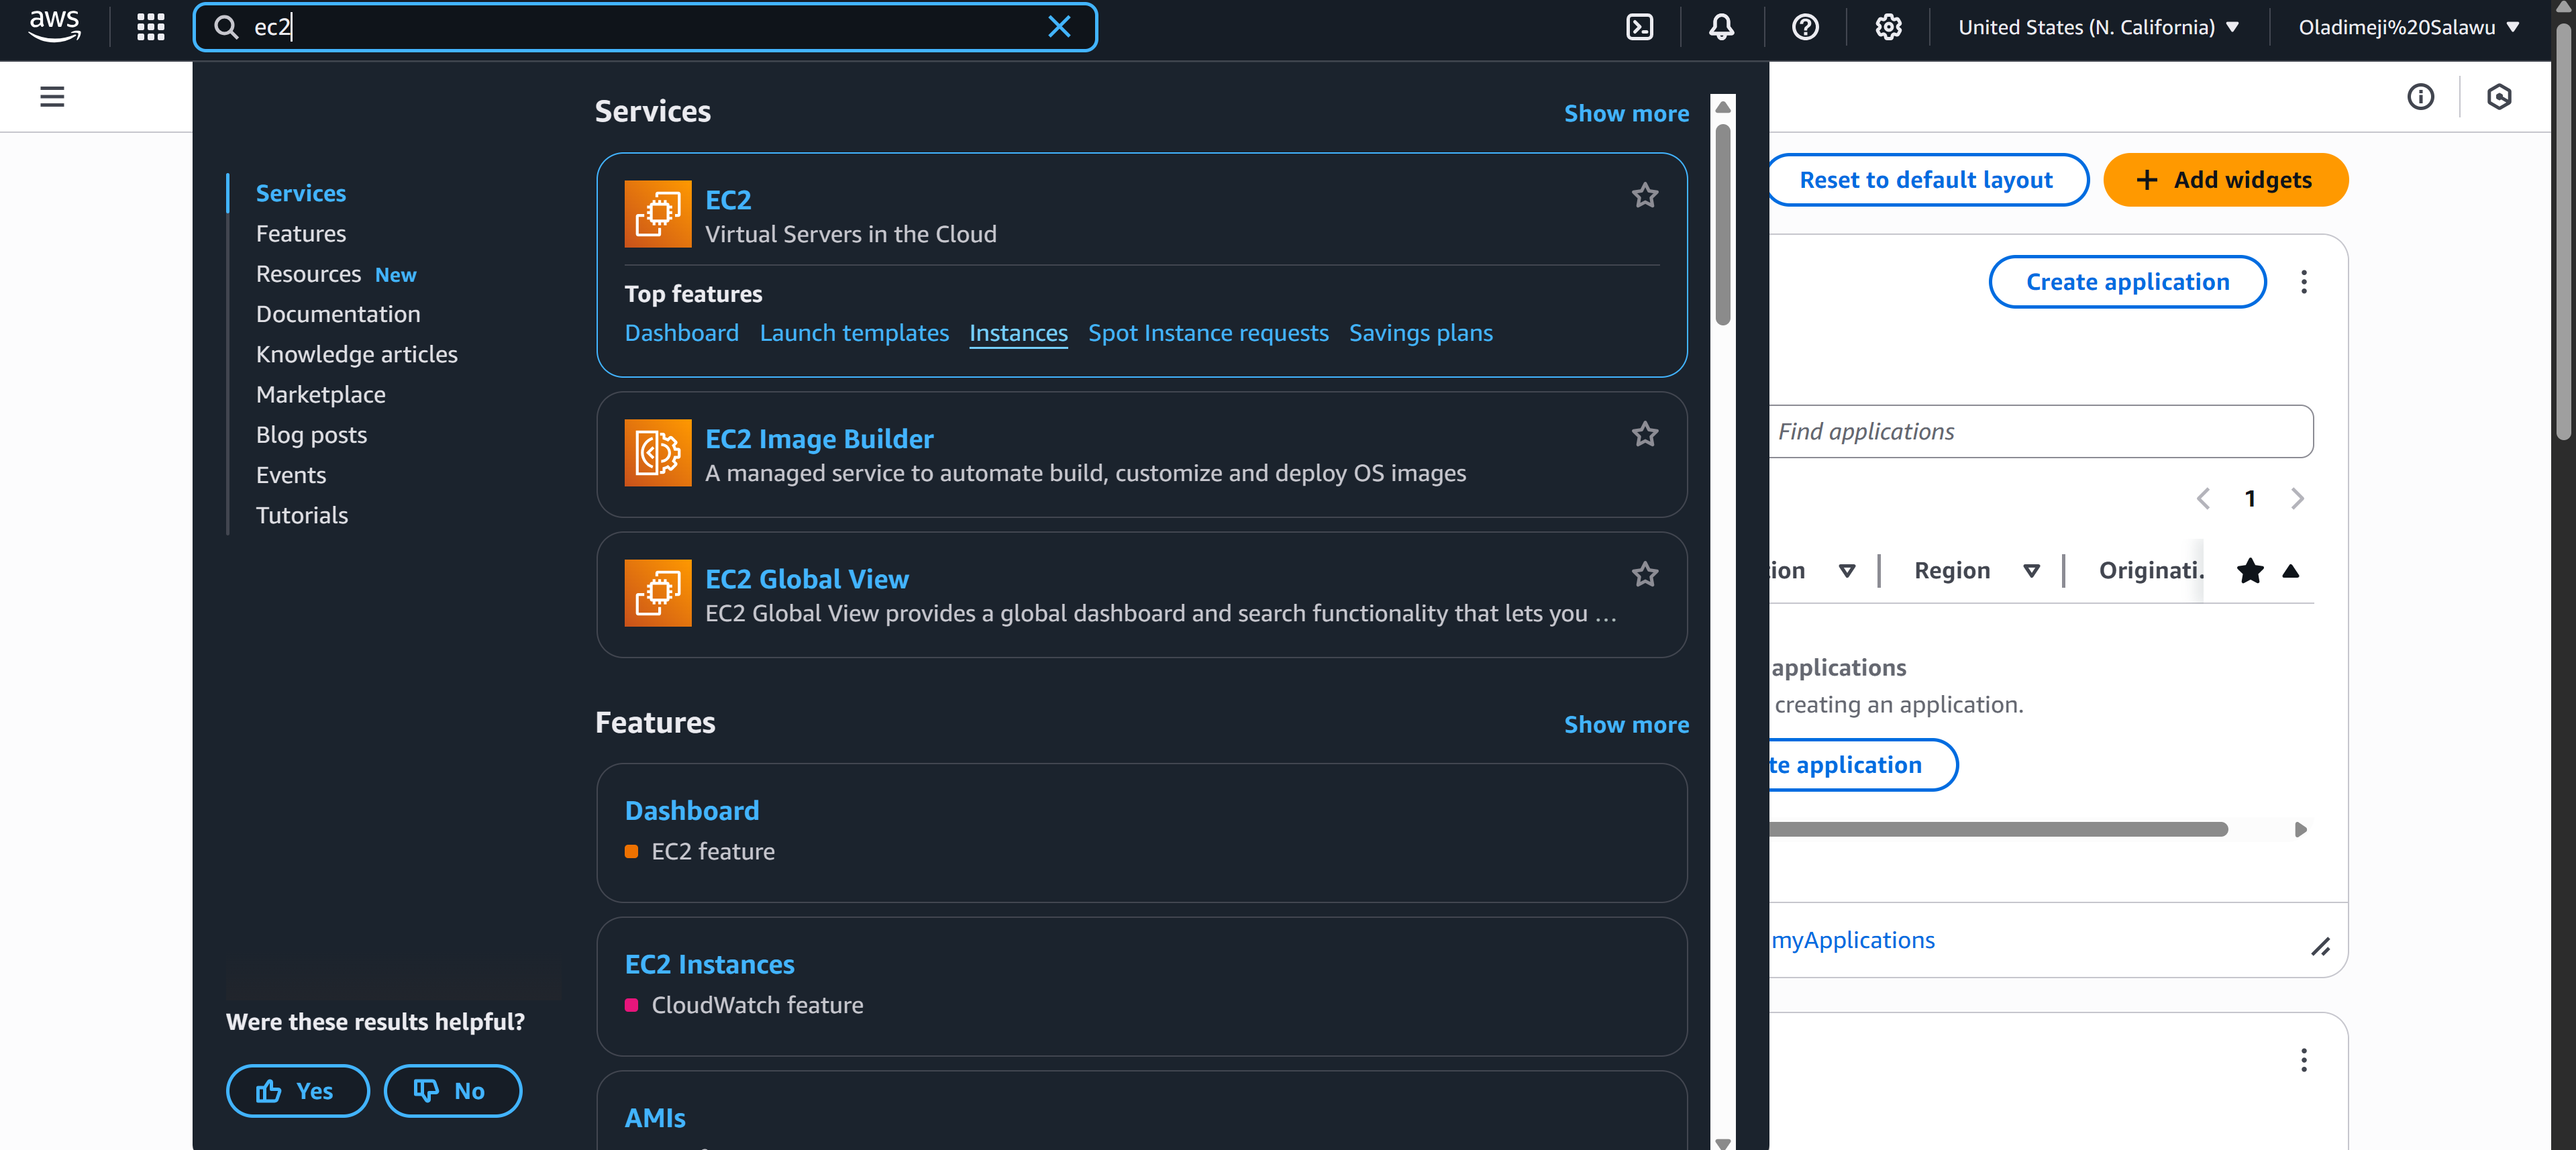 aws
ec2
United States (N. California)
Oladimeji%20Salawu
Services
Features
Resources New
Documentation
Knowledge articles
Marketplace
Blog posts
Events
Tutorials
Were these results helpful?
Yes
No
Services
Show more
EC2
Virtual Servers in the Cloud
Top features
Dashboard Launch templates Instances Spot Instance requests Savings plans
EC2 Image Builder
A managed service to automate build, customize and deploy OS images
EC2 Global View
EC2 Global View provides a global dashboard and search functionality that lets you ...
Features
Show more
Dashboard
EC2 feature
EC2 Instances
CloudWatch feature
AMIs
Reset to default layout
Add widgets
Create application
Find applications
1
tion Region Originati.
applications
creating an application.
te application
myApplications